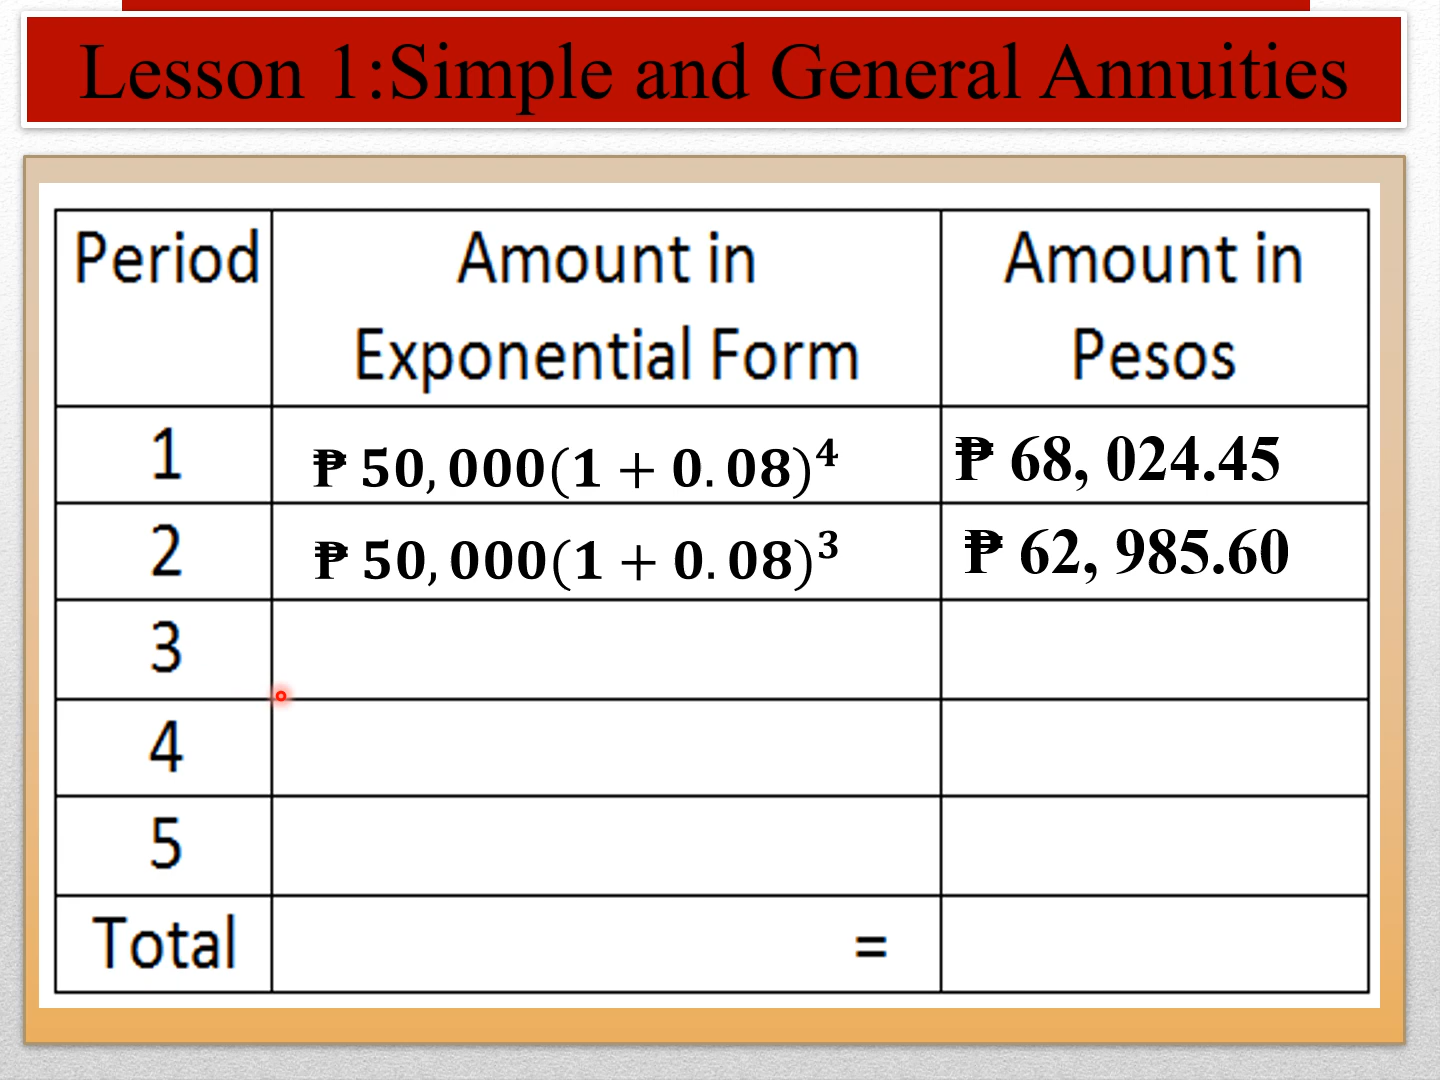 Lesson 1:Simple and General Annuities
Period Amount in Amount in
Exponential Form Pesos
1 ₱ 50,000(1 + 0.08)⁴ ₱ 68, 024.45
2 ₱ 50,000(1 + 0.08)³ ₱ 62, 985.60
3
4
5
Total =